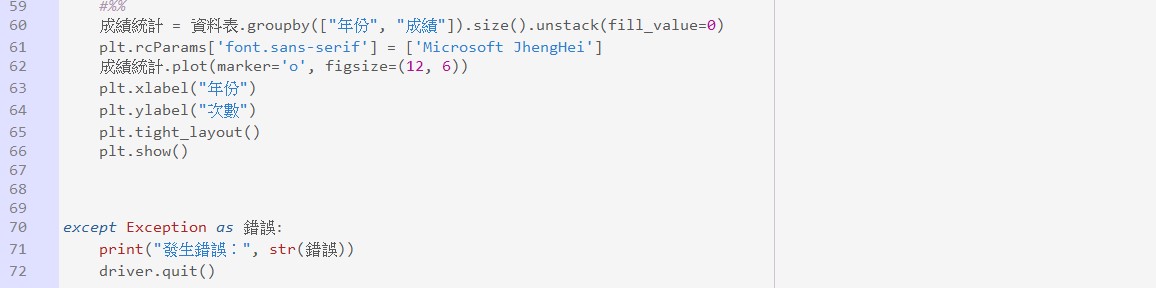 59 #%%
60 成績統計 = 資料表.groupby(["年份", "成績"]).size().unstack(fill_value=0)
61 plt.rcParams['font.sans-serif'] = ['Microsoft JhengHei']
62 成績統計.plot(marker='o', figsize=(12, 6))
63 plt.xlabel("年份")
64 plt.ylabel("次數")
65 plt.tight_layout()
66 plt.show()
67
68
69
70 except Exception as 錯誤:
71 print("發生錯誤：", str(錯誤))
72 driver.quit()